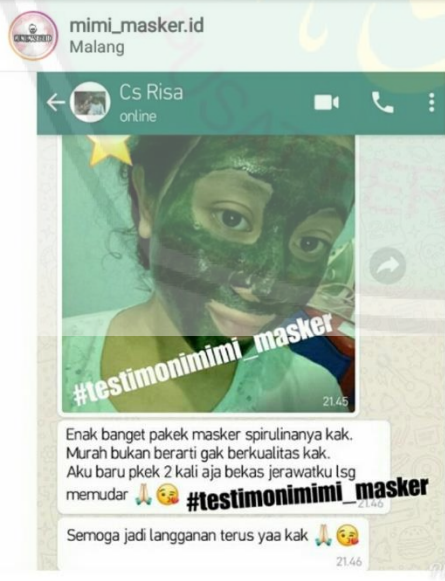 mimi_masker.id
Malang
Cs Risa
online
#testimonimimi_masker
21.45
Enak banget pakek masker spirulinanya kak.
Murah bukan berarti gak berkualitas kak.
Aku baru pkek 2 kali aja bekas jerawatku lsg
memudar 🙏🏻😘 #testimonimimi_masker
21.46
Semoga jadi langganan terus yaa kak 🙏🏻😘
21.46